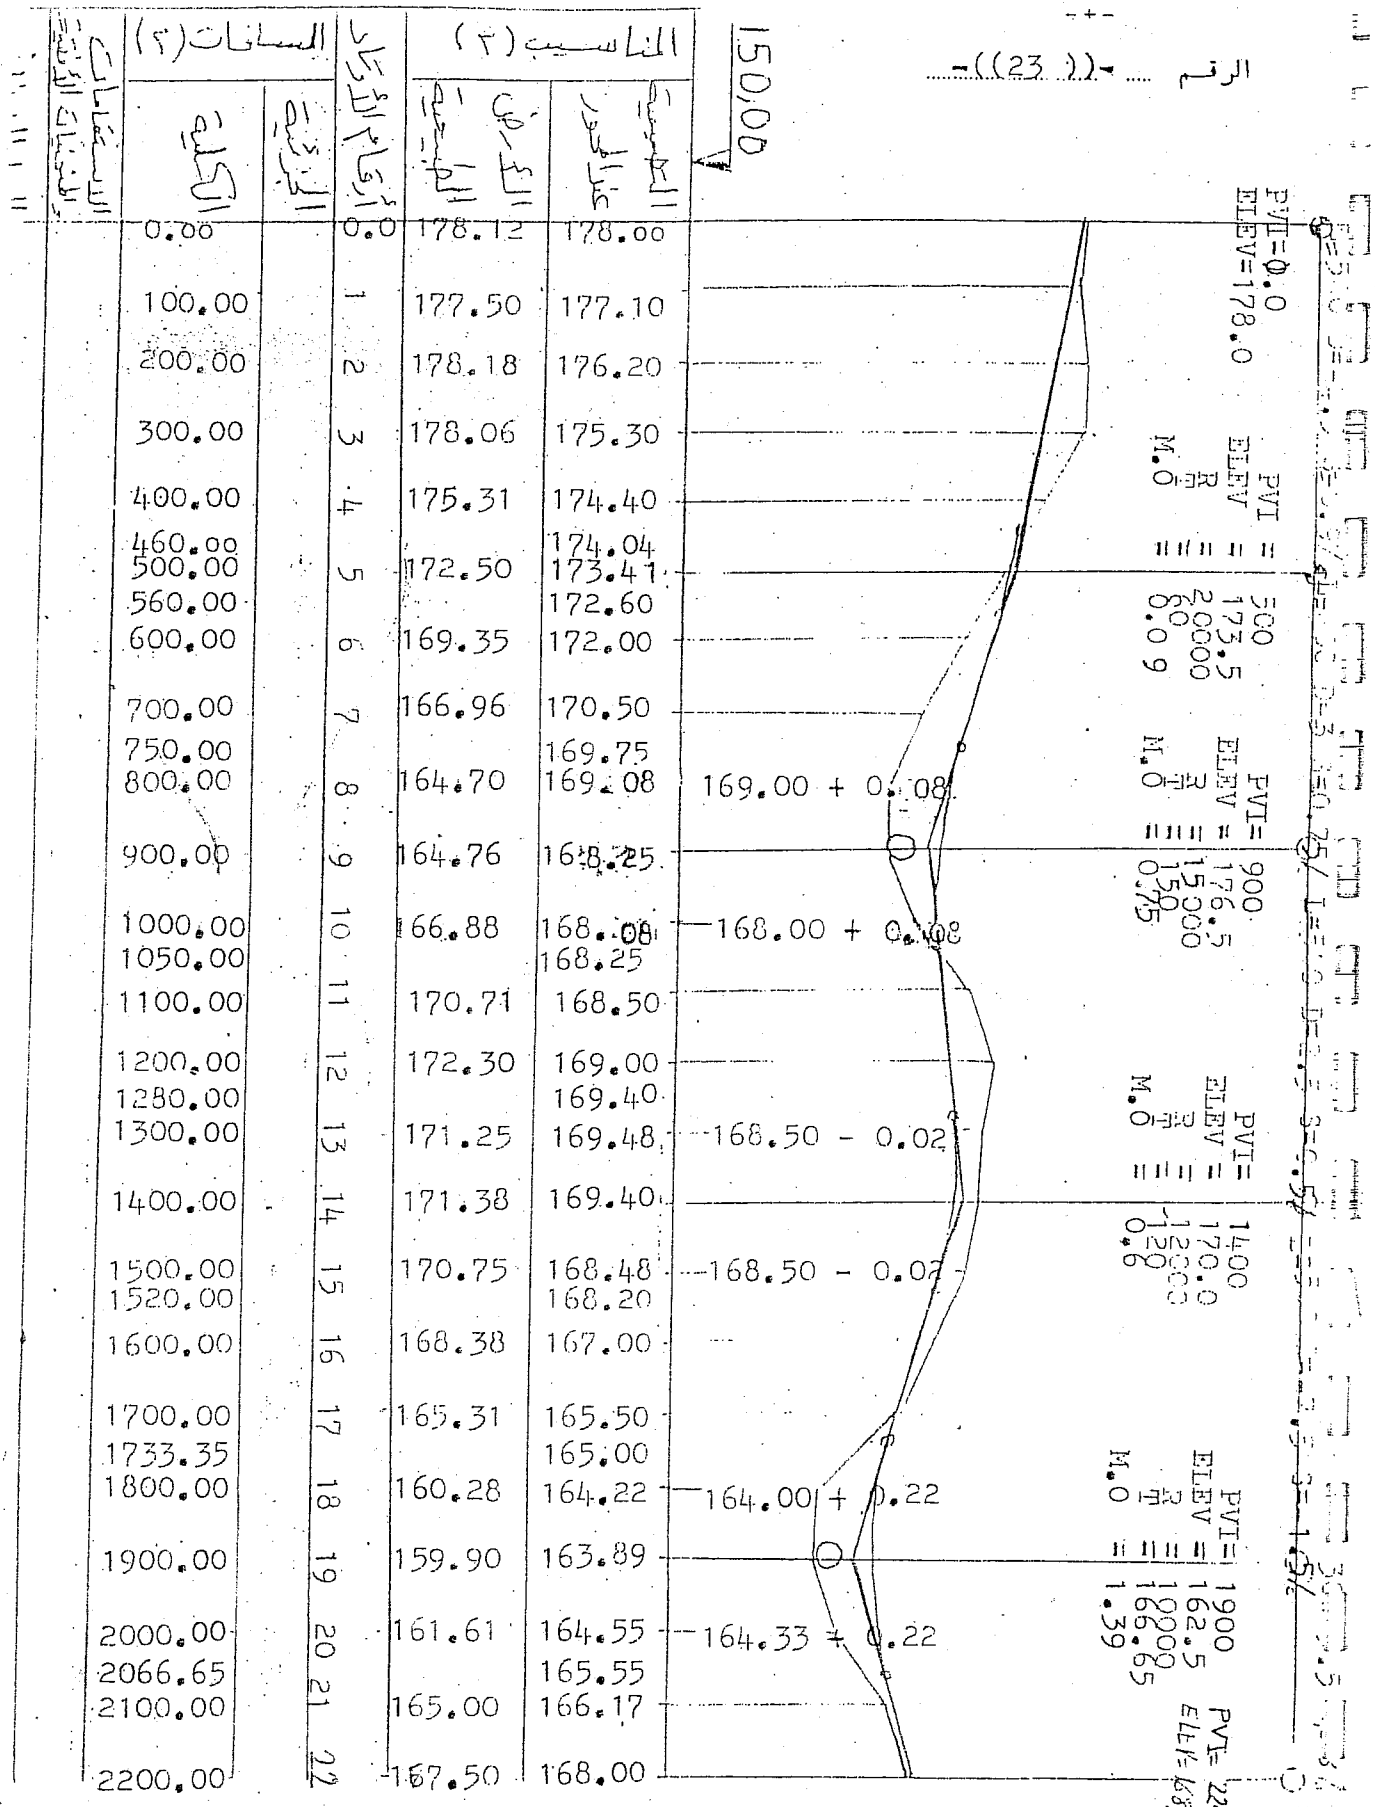 الرقم ((23))
المناسيب (م)
أرقام الأوتاد
المسافات (م)
الاستقامات والمنحنيات الأفقية
التصميمية عند المحور
الأرض الطبيعية
الجزئية
الكلية
150,00
0.00 0.0 178.12 178.00
100.00 1 177.50 177.10
200.00 2 178.18 176.20
300.00 3 178.06 175.30
400.00 4 175.31 174.40
460.00 174.04
500.00 5 172.50 173.41
560.00 172.60
600.00 6 169.35 172.00
700.00 7 166.96 170.50
750.00 169.75
800.00 8 164.70 169.08 169.00 + 0.08
900.00 9 164.76 168.25
1000.00 10 166.88 168.08 168.00 + 0.08
1050.00 168.25
1100.00 11 170.71 168.50
1200.00 12 172.30 169.00
1280.00 169.40
1300.00 13 171.25 169.48 168.50 - 0.02
1400.00 14 171.38 169.40
1500.00 15 170.75 168.48 168.50 - 0.02
1520.00 168.20
1600.00 16 168.38 167.00
1700.00 17 165.31 165.50
1733.35 165.00
1800.00 18 160.28 164.22 164.00 + 0.22
1900.00 19 159.90 163.89
2000.00 20 161.61 164.55 164.33 + 0.22
2066.65 165.55
2100.00 21 165.00 166.17
2200.00 22 167.50 168.00
PVI=0.0
ELEV=178.0
PVI = 500
ELEV = 173.5
R = 20000
T = 60
M.O = 0.09
PVI= 900
ELEV = 176.5
R = 15000
T = 150
M.O = 0.75
PVI= 1400
ELEV = 170.0
R = -12000
T = 120
M.O = 0.6
PVI= 1900
ELEV = 162.5
R = 10000
T = 166.65
M.O = 1.39
PVI= 22
ELEV= 168